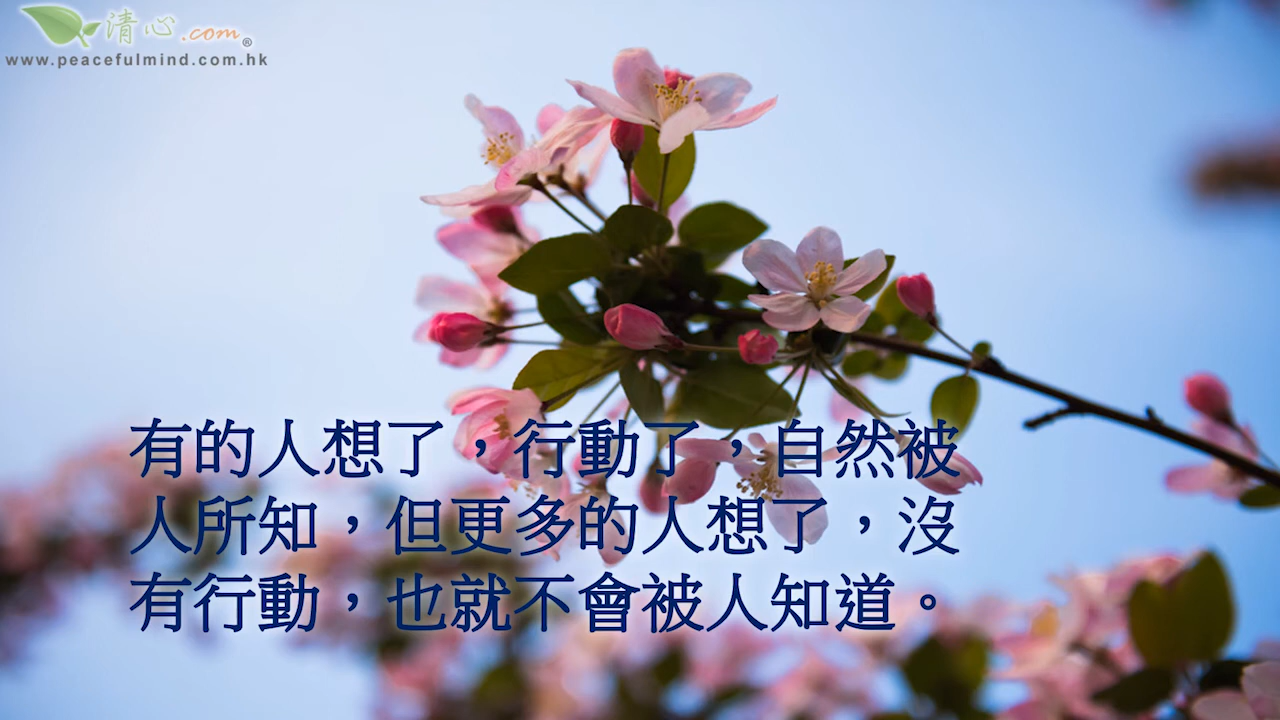 清心.com®
www.peacefulmind.com.hk
有的人想了，行動了，自然被
人所知，但更多的人想了，沒
有行動，也就不會被人知道。